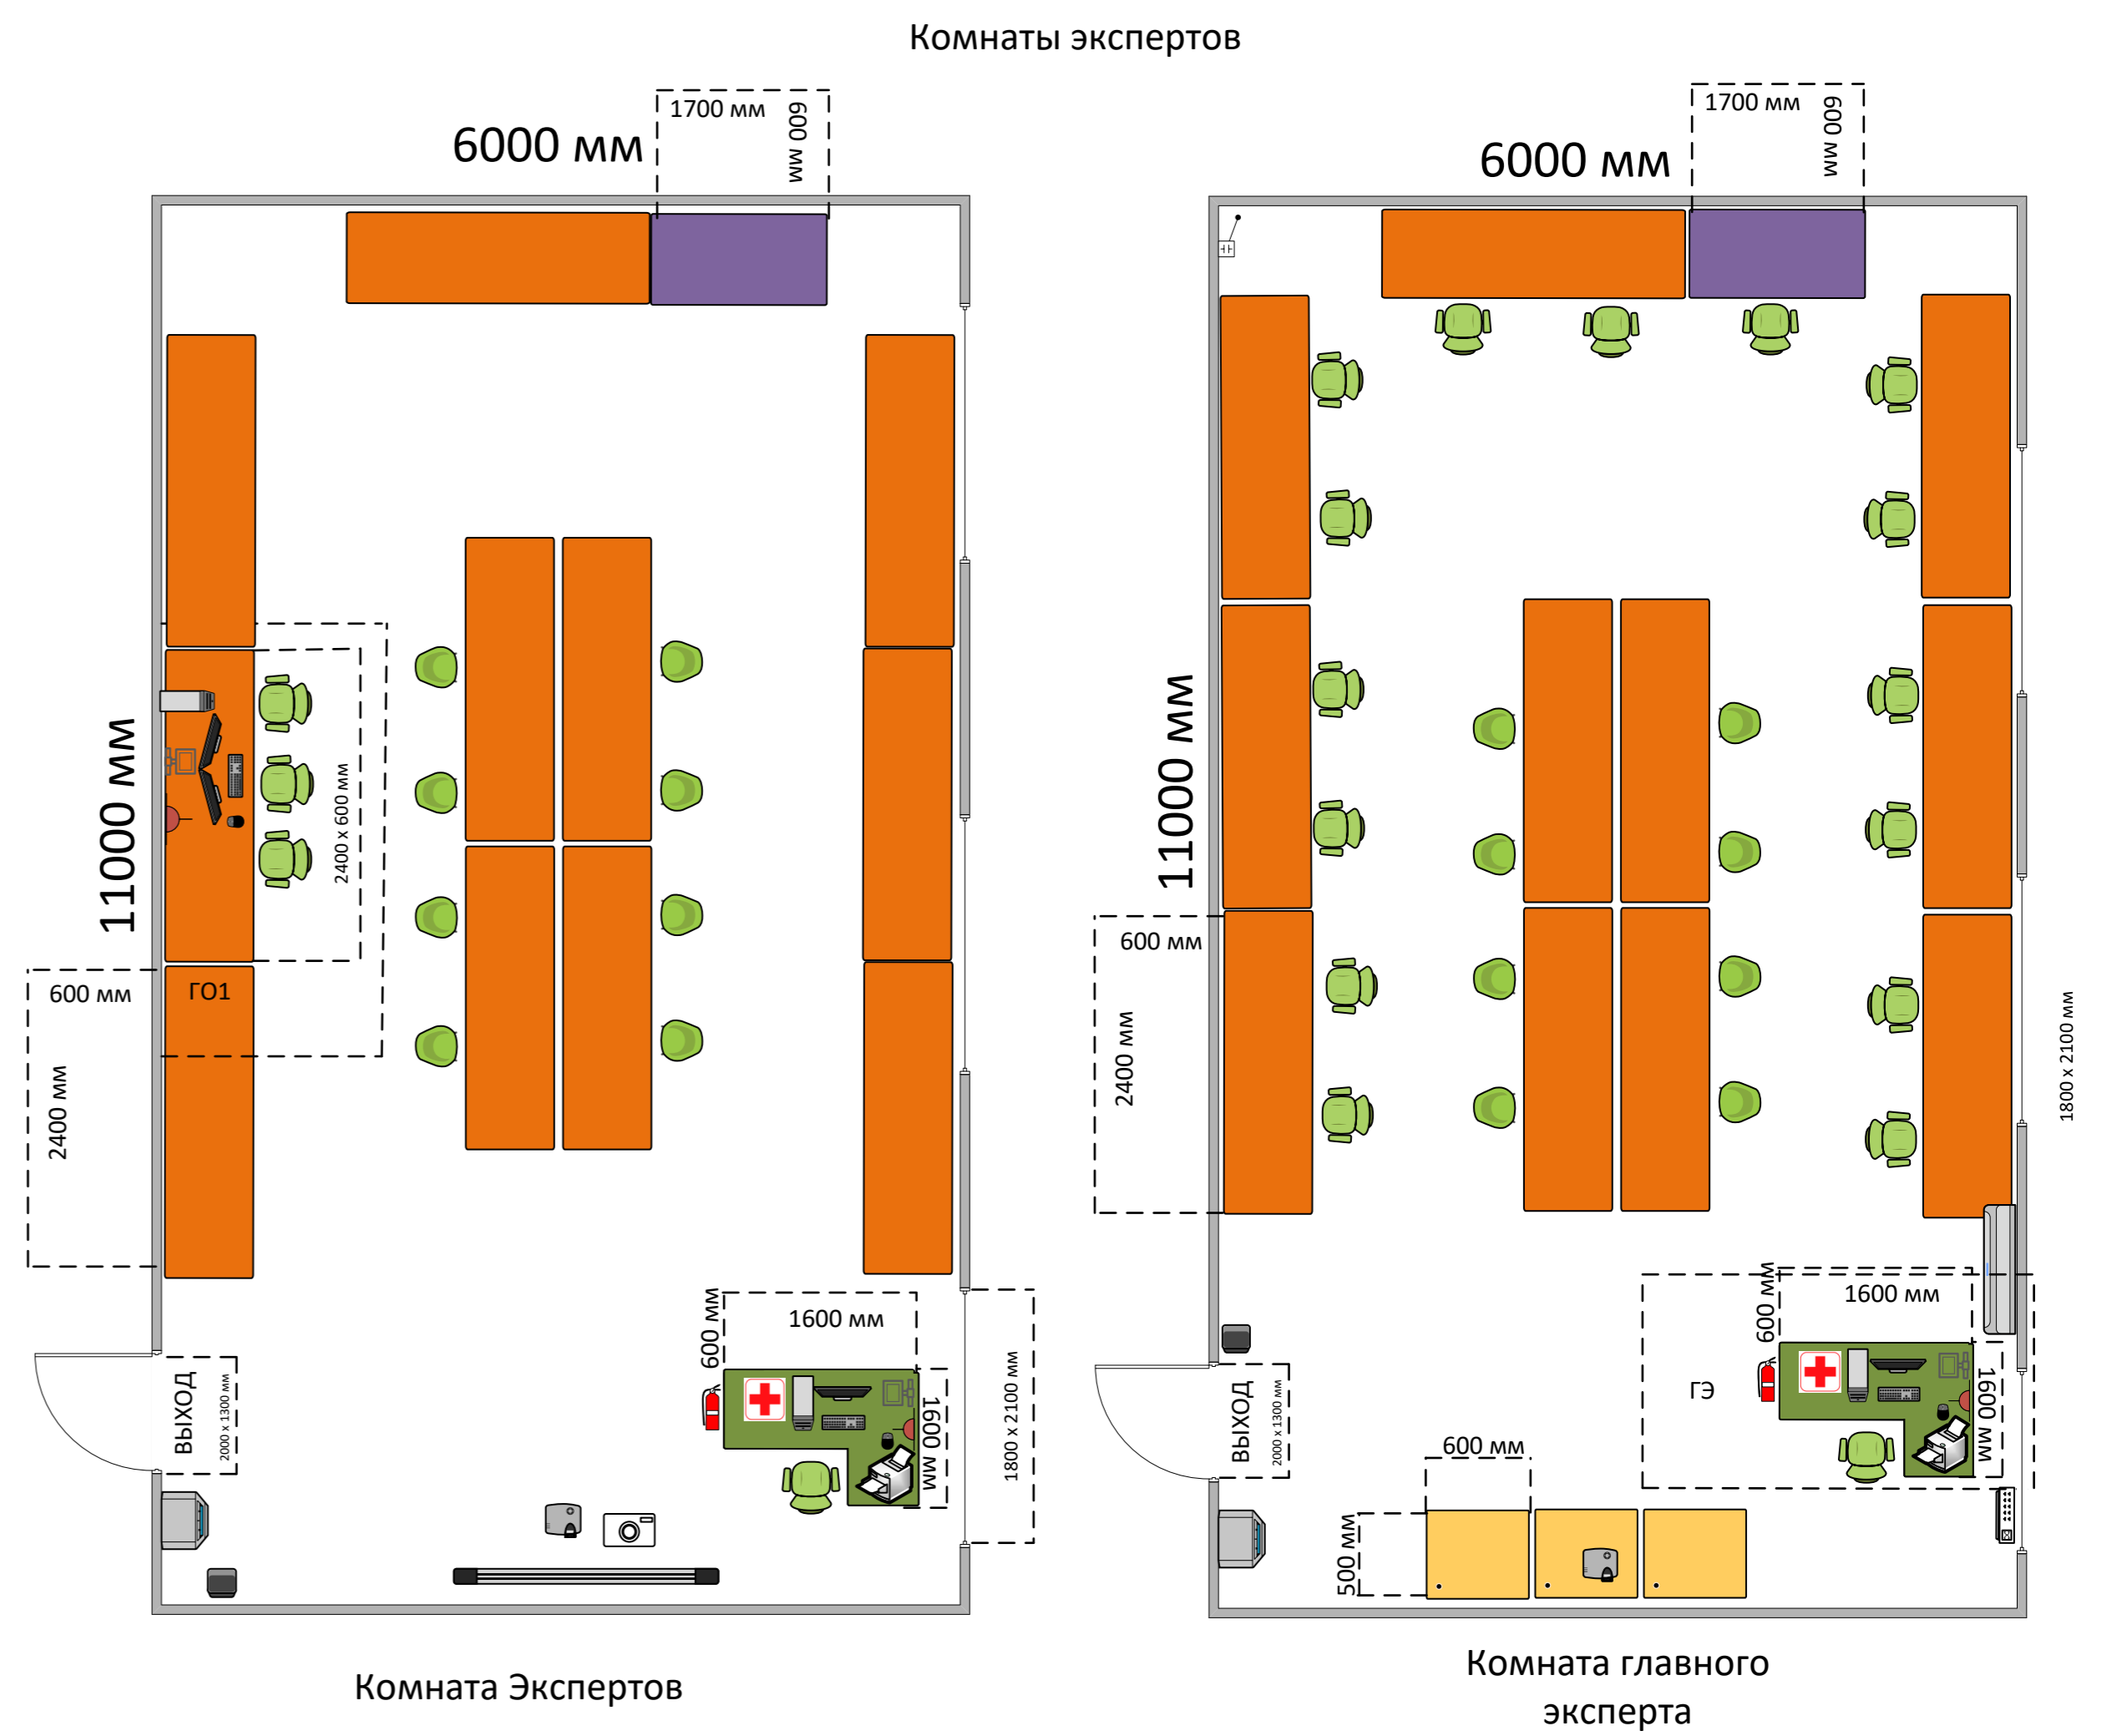 Комнаты экспертов
1700 мм
600 мм
6000 мм
11000 мм
2400 х 600 мм
600 мм
ГО1
2400 мм
600 мм
1600 мм
1600 мм
1800 х 2100 мм
ВЫХОД
2000 х 1300 мм
Комната Экспертов
1700 мм
600 мм
6000 мм
11000 мм
600 мм
2400 мм
1800 х 2100 мм
600 мм
1600 мм
1600 мм
ГЭ
ВЫХОД
2000 х 1300 мм
600 мм
500 мм
Комната главного
эксперта